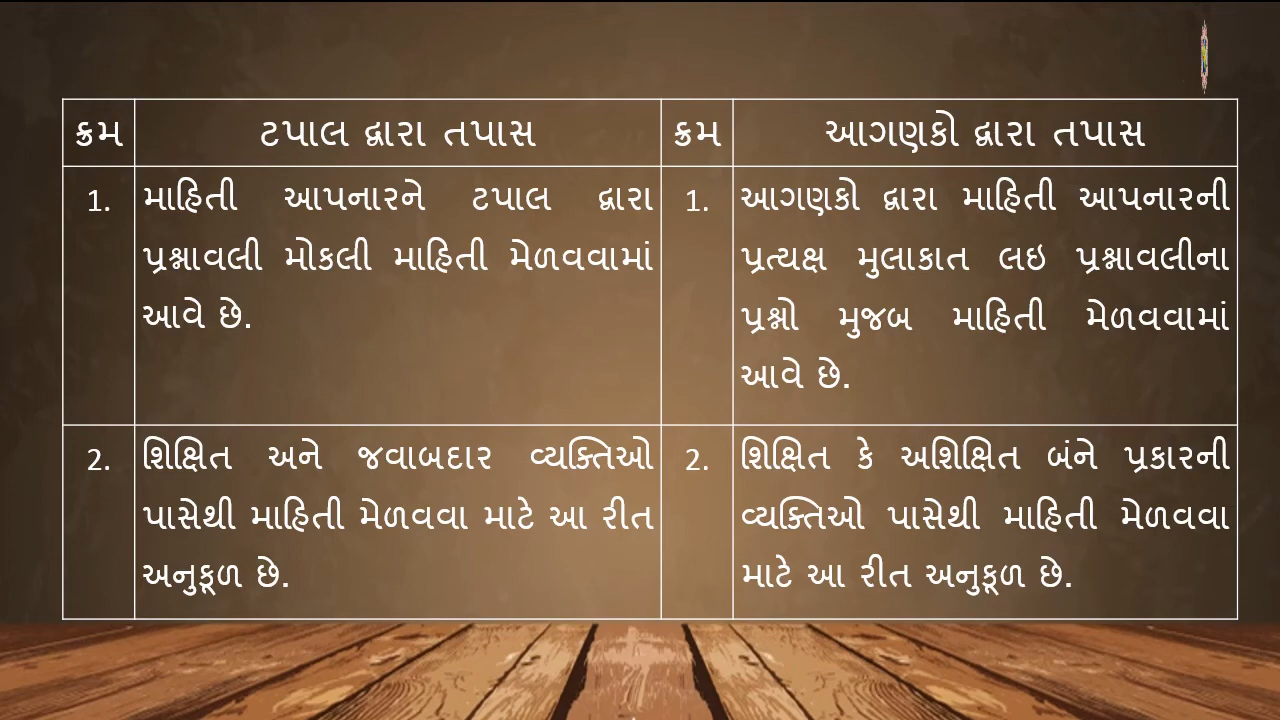 ક્રમ ટપાલ દ્વારા તપાસ ક્રમ આગણકો દ્વારા તપાસ
1.
માહિતી આપનારને ટપાલ દ્વારા
પ્રશ્નાવલી મોકલી માહિતી મેળવવામાં
આવે છે.
1.
આગણકો દ્વારા માહિતી આપનારની
પ્રત્યક્ષ મુલાકાત લઇ પ્રશ્નાવલીના
પ્રશ્નો મુજબ માહિતી મેળવવામાં
આવે છે.
2.
શિક્ષિત અને જવાબદાર વ્યક્તિઓ
પાસેથી માહિતી મેળવવા માટે આ રીત
અનુકૂળ છે.
2.
શિક્ષિત કે અશિક્ષિત બંને પ્રકારની
વ્યક્તિઓ પાસેથી માહિતી મેળવવા
માટે આ રીત અનુકૂળ છે.